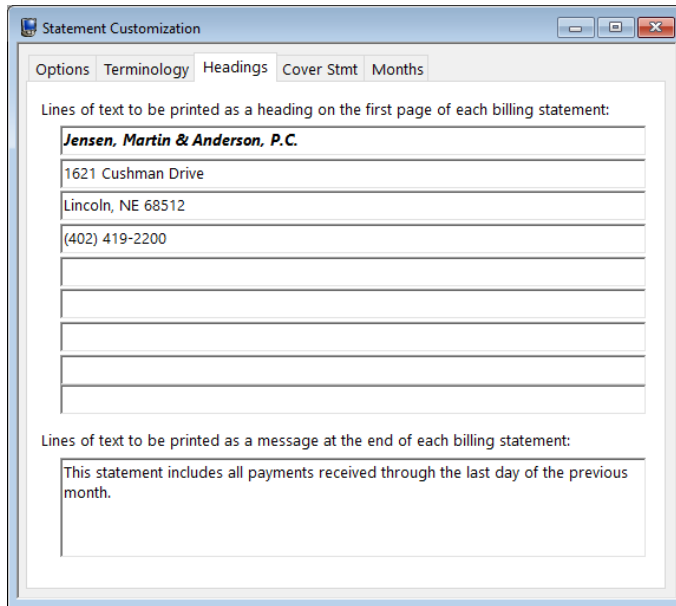 Statement Customization
Options Terminology Headings Cover Stmt Months
Lines of text to be printed as a heading on the first page of each billing statement:
Jensen, Martin & Anderson, P.C.
1621 Cushman Drive
Lincoln, NE 68512
(402) 419-2200
Lines of text to be printed as a message at the end of each billing statement:
This statement includes all payments received through the last day of the previous
month.